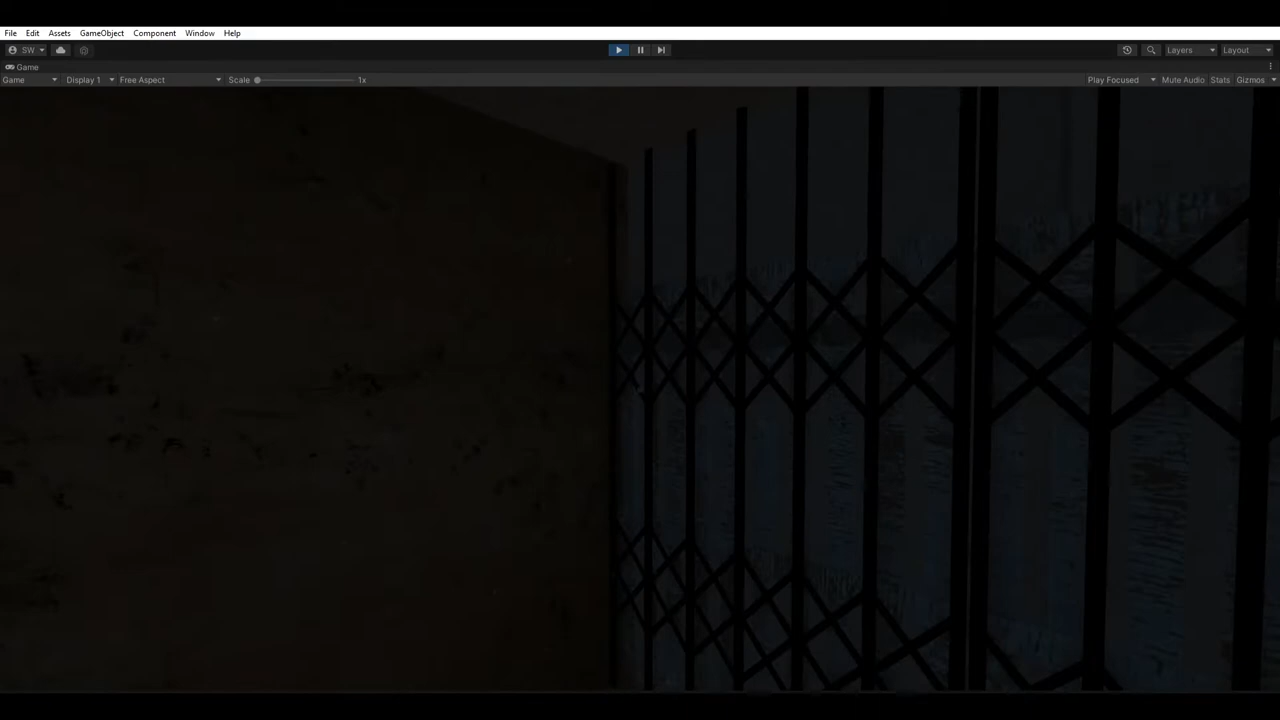 File Edit Assets GameObject Component Window Help
SW Layers Layout
Game
Game Display 1 Free Aspect Scale 1x Play Focused Mute Audio Stats Gizmos